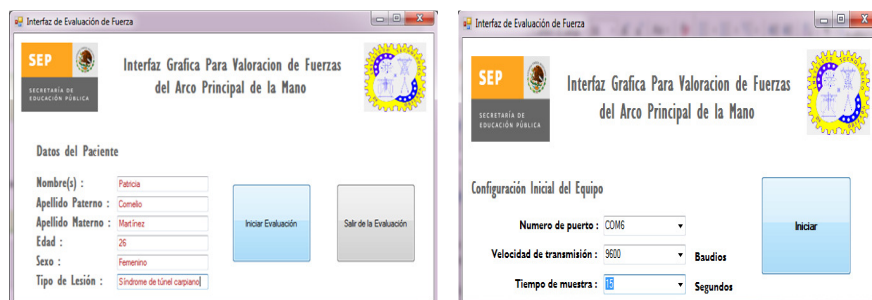 Interfaz de Evaluación de Fuerza
SEP
SECRETARÍA DE
EDUCACIÓN PÚBLICA
Interfaz Grafica Para Valoracion de Fuerzas
del Arco Principal de la Mano
Datos del Paciente
Nombre(s) : Patricia
Apellido Paterno : Cornelio
Apellido Materno : Martínez
Edad : 26
Sexo : Femenino
Tipo de Lesión : Síndrome de túnel carpiano
Iniciar Evaluación
Salir de la Evaluación
Interfaz de Evaluación de Fuerza
SEP
SECRETARÍA DE
EDUCACIÓN PÚBLICA
Interfaz Grafica Para Valoracion de Fuerzas
del Arco Principal de la Mano
Configuración Inicial del Equipo
Numero de puerto : COM6
Velocidad de transmisión : 9600 Baudios
Tiempo de muestra : 15 Segundos
Iniciar